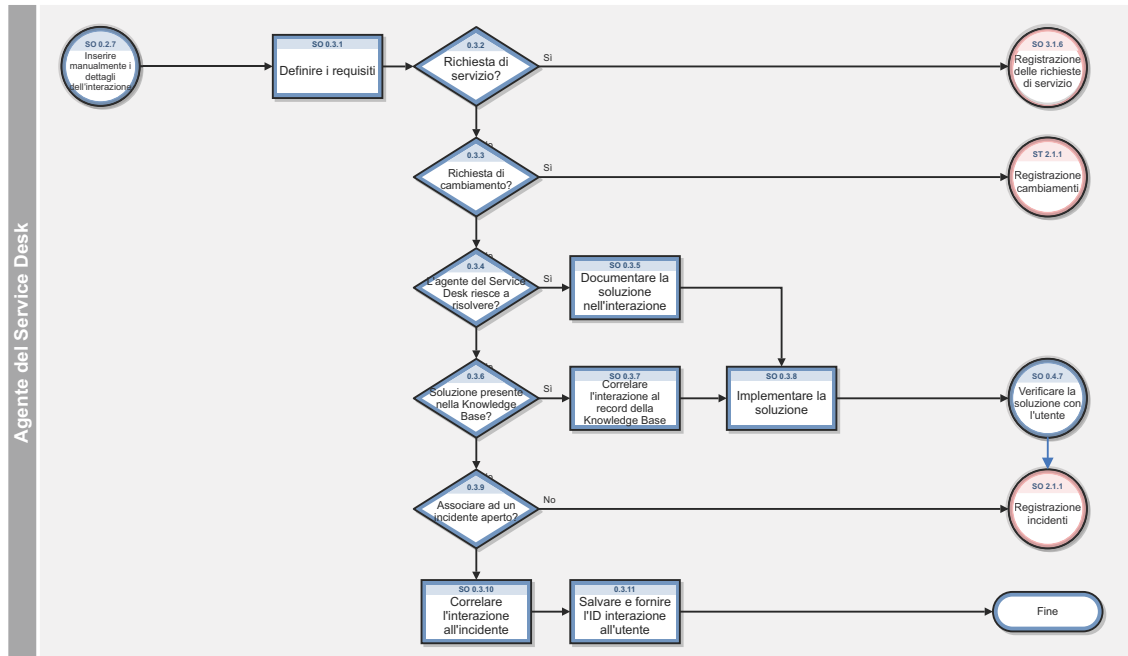 Agente del Service Desk
SO 0.2.7
Inserire
manualmente i
dettagli
dell'interazione
SO 0.3.1
Definire i requisiti
0.3.2
Richiesta di
servizio?
Sì
SO 3.1.6
Registrazione
delle richieste
di servizio
0.3.3
Richiesta di
cambiamento?
Sì
ST 2.1.1
Registrazione
cambiamenti
0.3.4
L'agente del Service
Desk riesce a
risolvere?
Sì
SO 0.3.5
Documentare la
soluzione
nell'interazione
0.3.6
Soluzione presente
nella Knowledge
Base?
Sì
SO 0.3.7
Correlare
l'interazione al
record della
Knowledge Base
SO 0.3.8
Implementare la
soluzione
SO 0.4.7
Verificare la
soluzione con
l'utente
0.3.9
Associare ad un
incidente aperto?
No
SO 2.1.1
Registrazione
incidenti
SO 0.3.10
Correlare
l'interazione
all'incidente
0.3.11
Salvare e fornire
l'ID interazione
all'utente
Fine